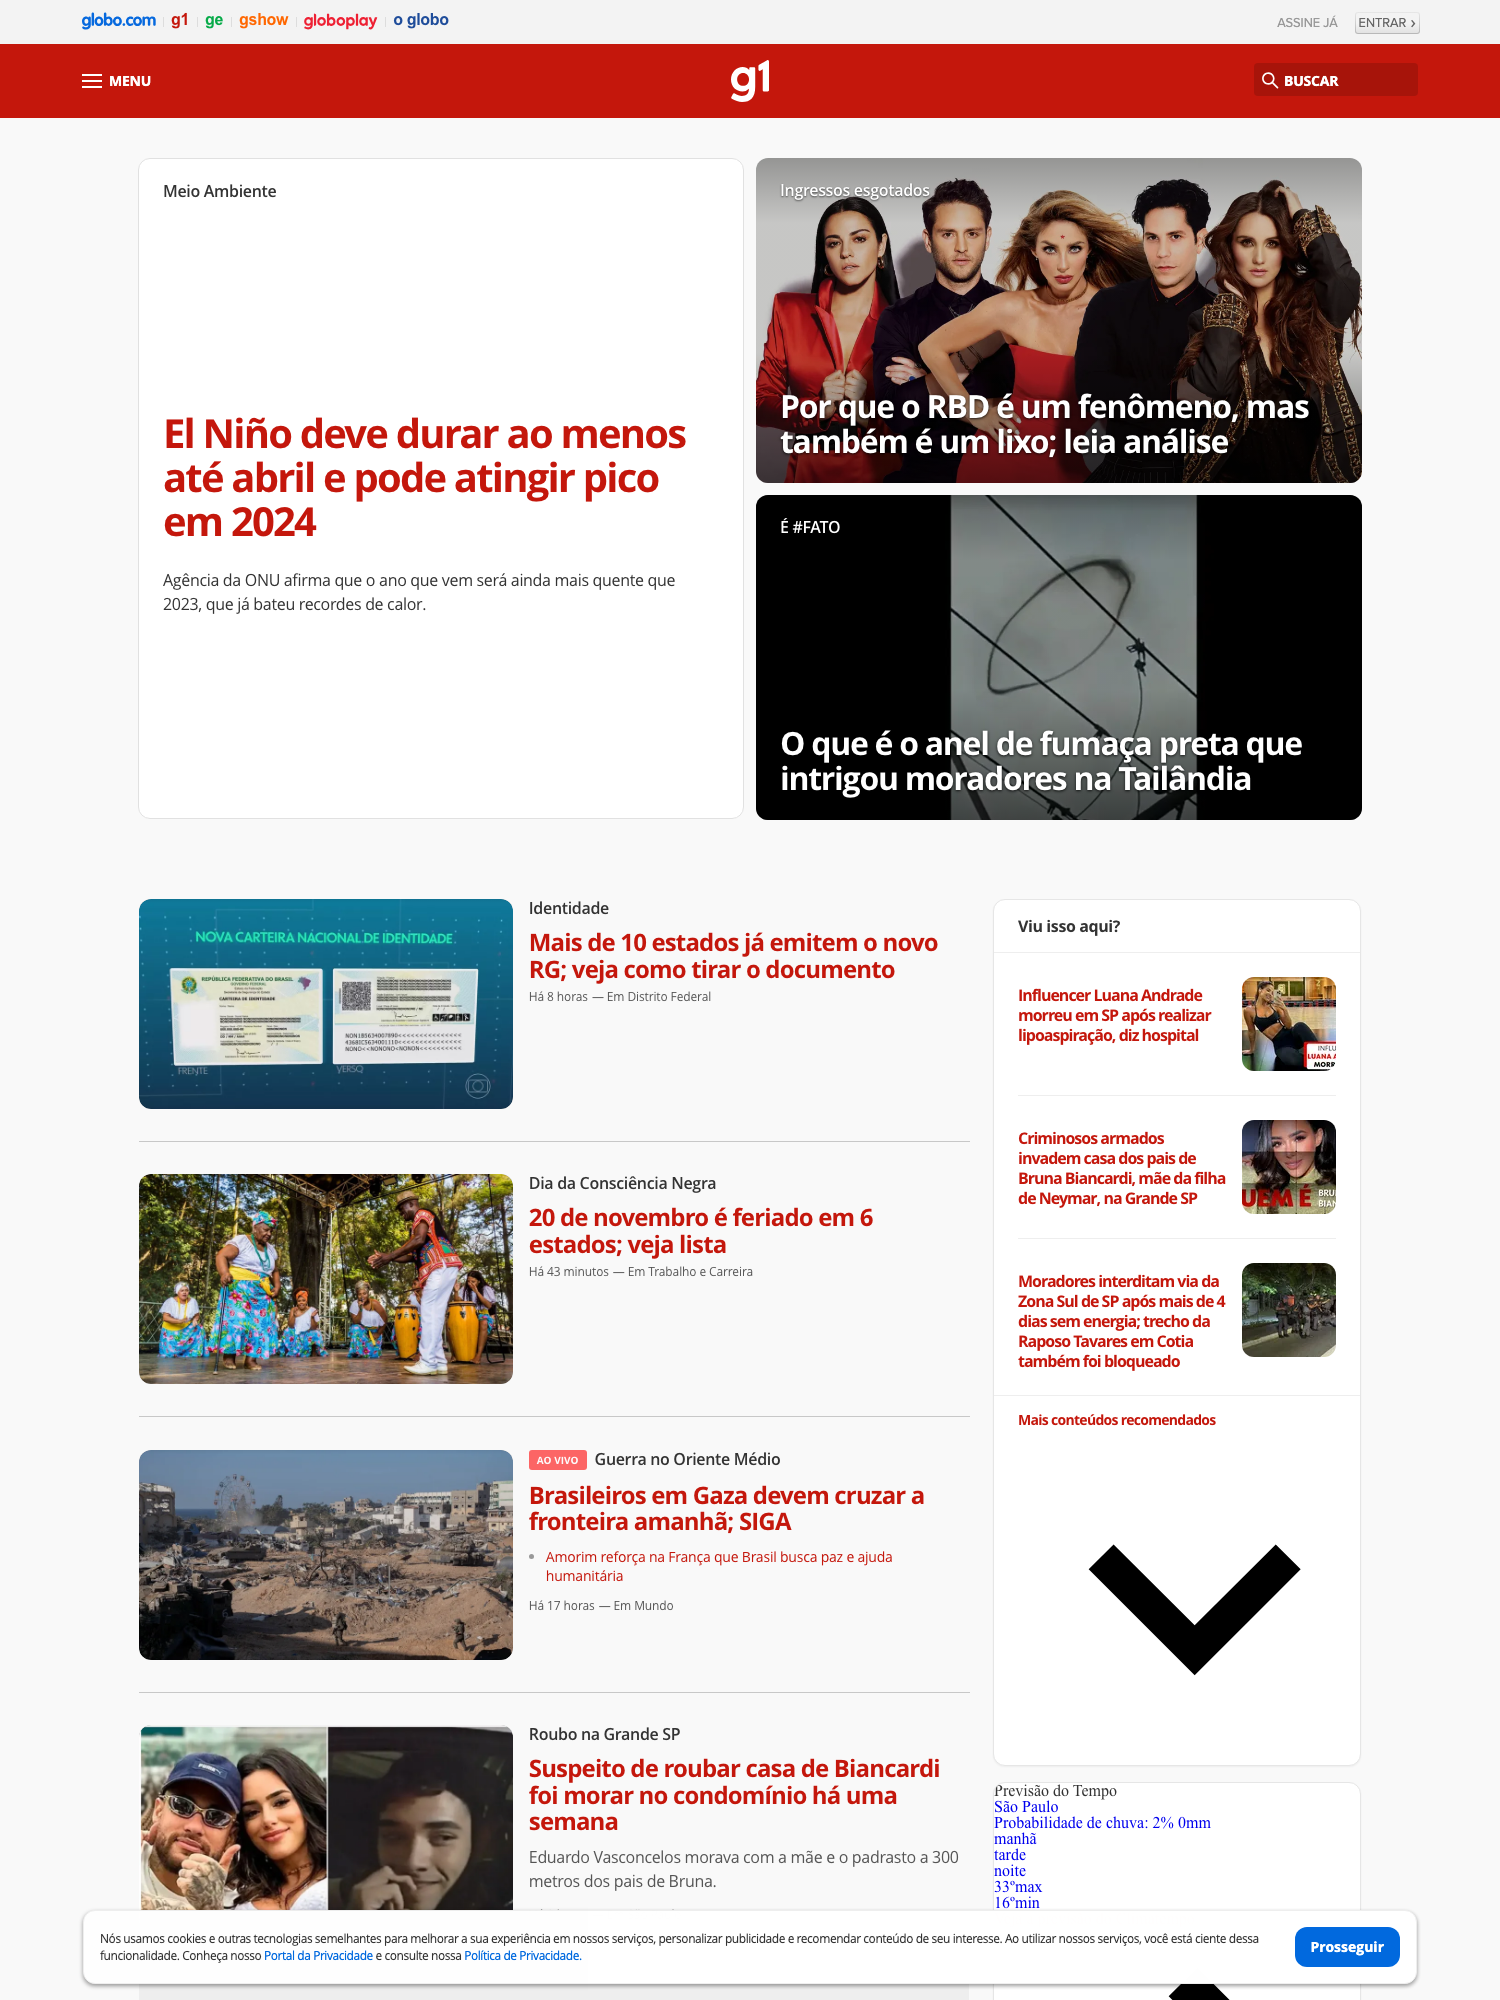 globo.com g1 ge gshow globoplay o globo
ASSINE JÁ ENTRAR ›
MENU
g1
BUSCAR
Meio Ambiente
El Niño deve durar ao menos
até abril e pode atingir pico
em 2024
Agência da ONU afirma que o ano que vem será ainda mais quente que
2023, que já bateu recordes de calor.
Ingressos esgotados
Por que o RBD é um fenômeno, mas
também é um lixo; leia análise
É #FATO
O que é o anel de fumaça preta que
intrigou moradores na Tailândia
NOVA CARTEIRA NACIONAL DE IDENTIDADE
REPÚBLICA FEDERATIVA DO BRASIL
CARTEIRA DE IDENTIDADE
FRENTE
VERSO
Identidade
Mais de 10 estados já emitem o novo
RG; veja como tirar o documento
Há 8 horas — Em Distrito Federal
Dia da Consciência Negra
20 de novembro é feriado em 6
estados; veja lista
Há 43 minutos — Em Trabalho e Carreira
AO VIVO Guerra no Oriente Médio
Brasileiros em Gaza devem cruzar a
fronteira amanhã; SIGA
Amorim reforça na França que Brasil busca paz e ajuda
humanitária
Há 17 horas — Em Mundo
Roubo na Grande SP
Suspeito de roubar casa de Biancardi
foi morar no condomínio há uma
semana
Eduardo Vasconcelos morava com a mãe e o padrasto a 300
metros dos pais de Bruna.
Viu isso aqui?
Influencer Luana Andrade
morreu em SP após realizar
lipoaspiração, diz hospital
INFLU
LUANA A
MORR
Criminosos armados
invadem casa dos pais de
Bruna Biancardi, mãe da filha
de Neymar, na Grande SP
UEM É
BRU
BIAN
Moradores interditam via da
Zona Sul de SP após mais de 4
dias sem energia; trecho da
Raposo Tavares em Cotia
também foi bloqueado
Mais conteúdos recomendados
Previsão do Tempo
São Paulo
Probabilidade de chuva: 2% 0mm
manhã
tarde
noite
33ºmax
16ºmin
Nós usamos cookies e outras tecnologias semelhantes para melhorar a sua experiência em nossos serviços, personalizar publicidade e recomendar conteúdo de seu interesse. Ao utilizar nossos serviços, você está ciente dessa
funcionalidade. Conheça nosso Portal da Privacidade e consulte nossa Política de Privacidade.
Prosseguir